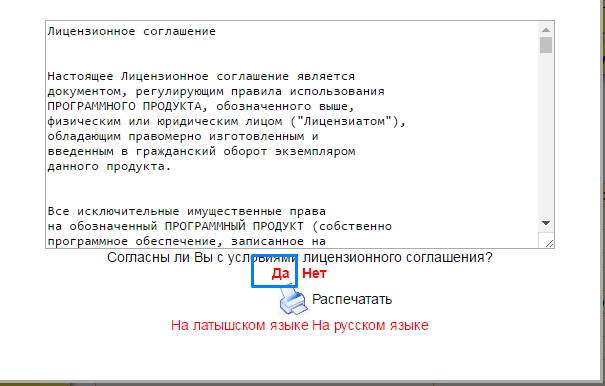 Лицензионное соглашение
Настоящее Лицензионное соглашение является
документом, регулирующим правила использования
ПРОГРАММНОГО ПРОДУКТА, обозначенного выше,
физическим или юридическим лицом ("Лицензиатом"),
обладающим правомерно изготовленным и
введенным в гражданский оборот экземпляром
данного продукта.
Все исключительные имущественные права
на обозначенный ПРОГРАММНЫЙ ПРОДУКТ (собственно
программное обеспечение, записанное на
Согласны ли Вы с условиями лицензионного соглашения?
Да Нет
Распечатать
На латышском языке На русском языке